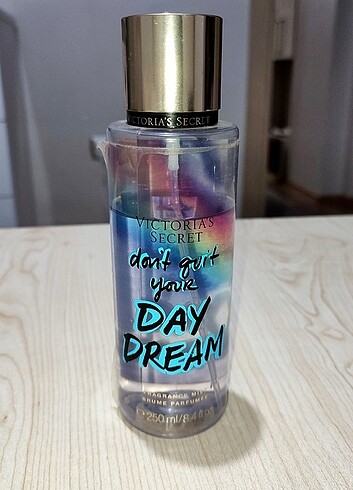 VICTORIA'S SECRET
VICTORIA'S
SECRET
don't quit
your
DAY
DREAM
FRAGRANCE MIST
BRUME PARFUMÉE
℮ 250 ml/8.4 fl oz